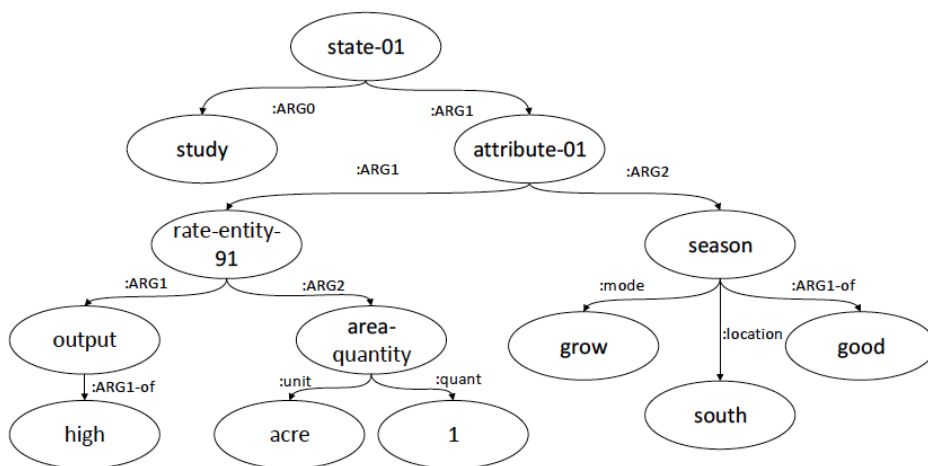 state-01
:ARG0
:ARG1
study
attribute-01
:ARG1
:ARG2
rate-entity-
91
season
:ARG1
:ARG2
:mode
:ARG1-of
output
area-
quantity
grow
:location
good
:ARG1-of
:unit
:quant
high
acre
1
south